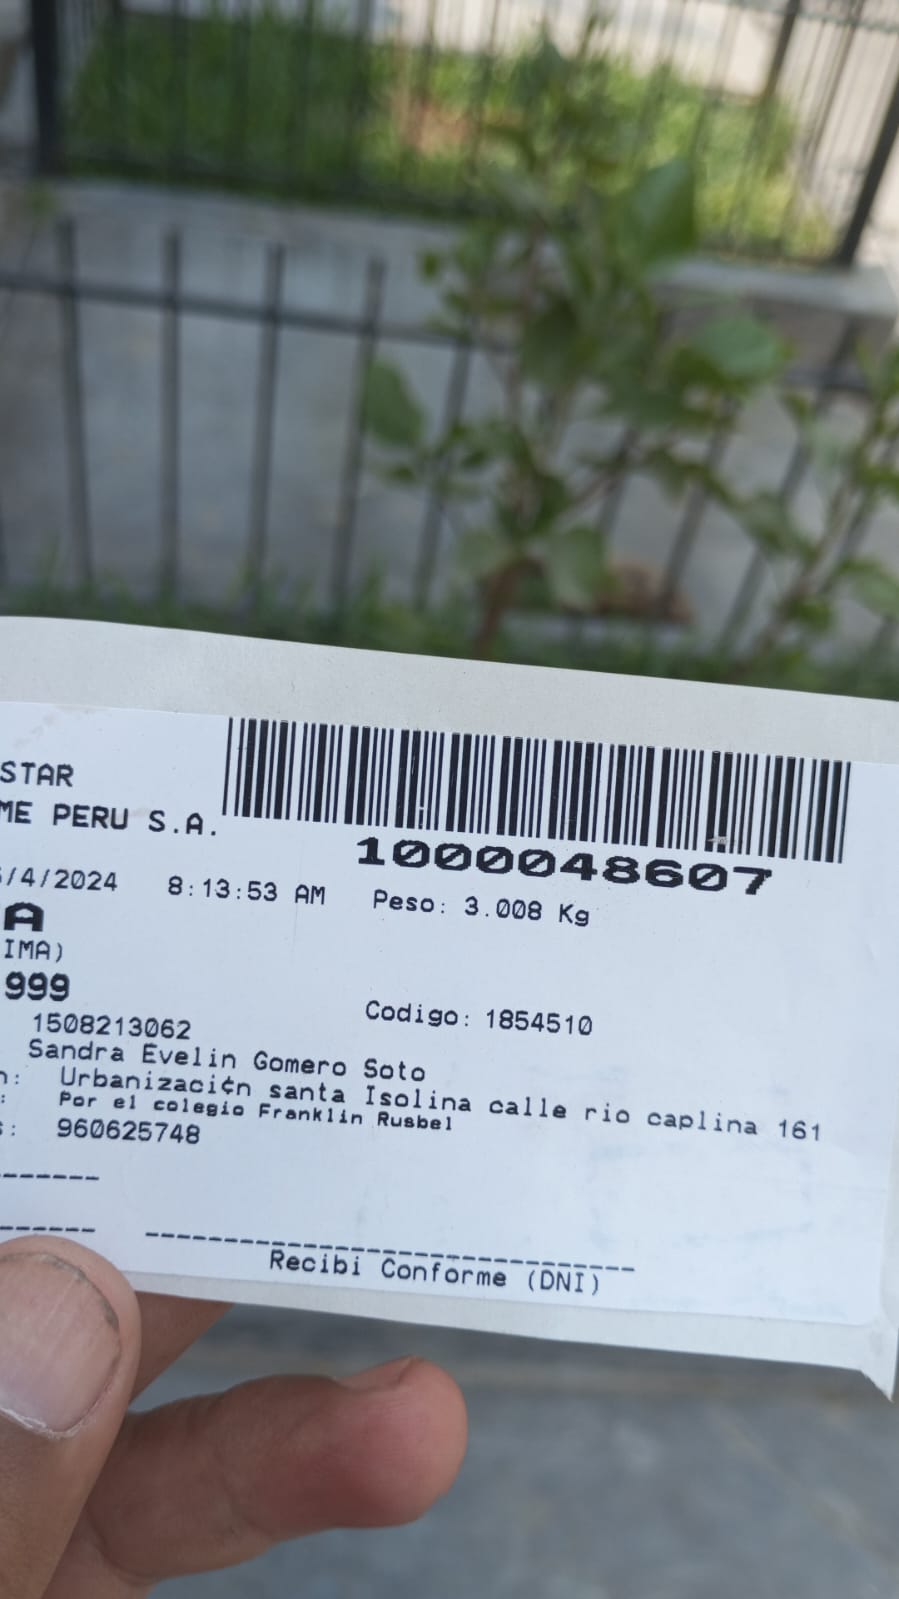 STAR
ME PERU S.A.
1000048607
/4/2024 8:13:53 AM Peso: 3.008 Kg
A
IMA)
999
Codigo: 1854510
1508213062
Sandra Evelin Gomero Soto
n: Urbanizaci¢n santa Isolina calle rio caplina 161
: Por el colegio Franklin Rusbel
s: 960625748
Recibi Conforme (DNI)